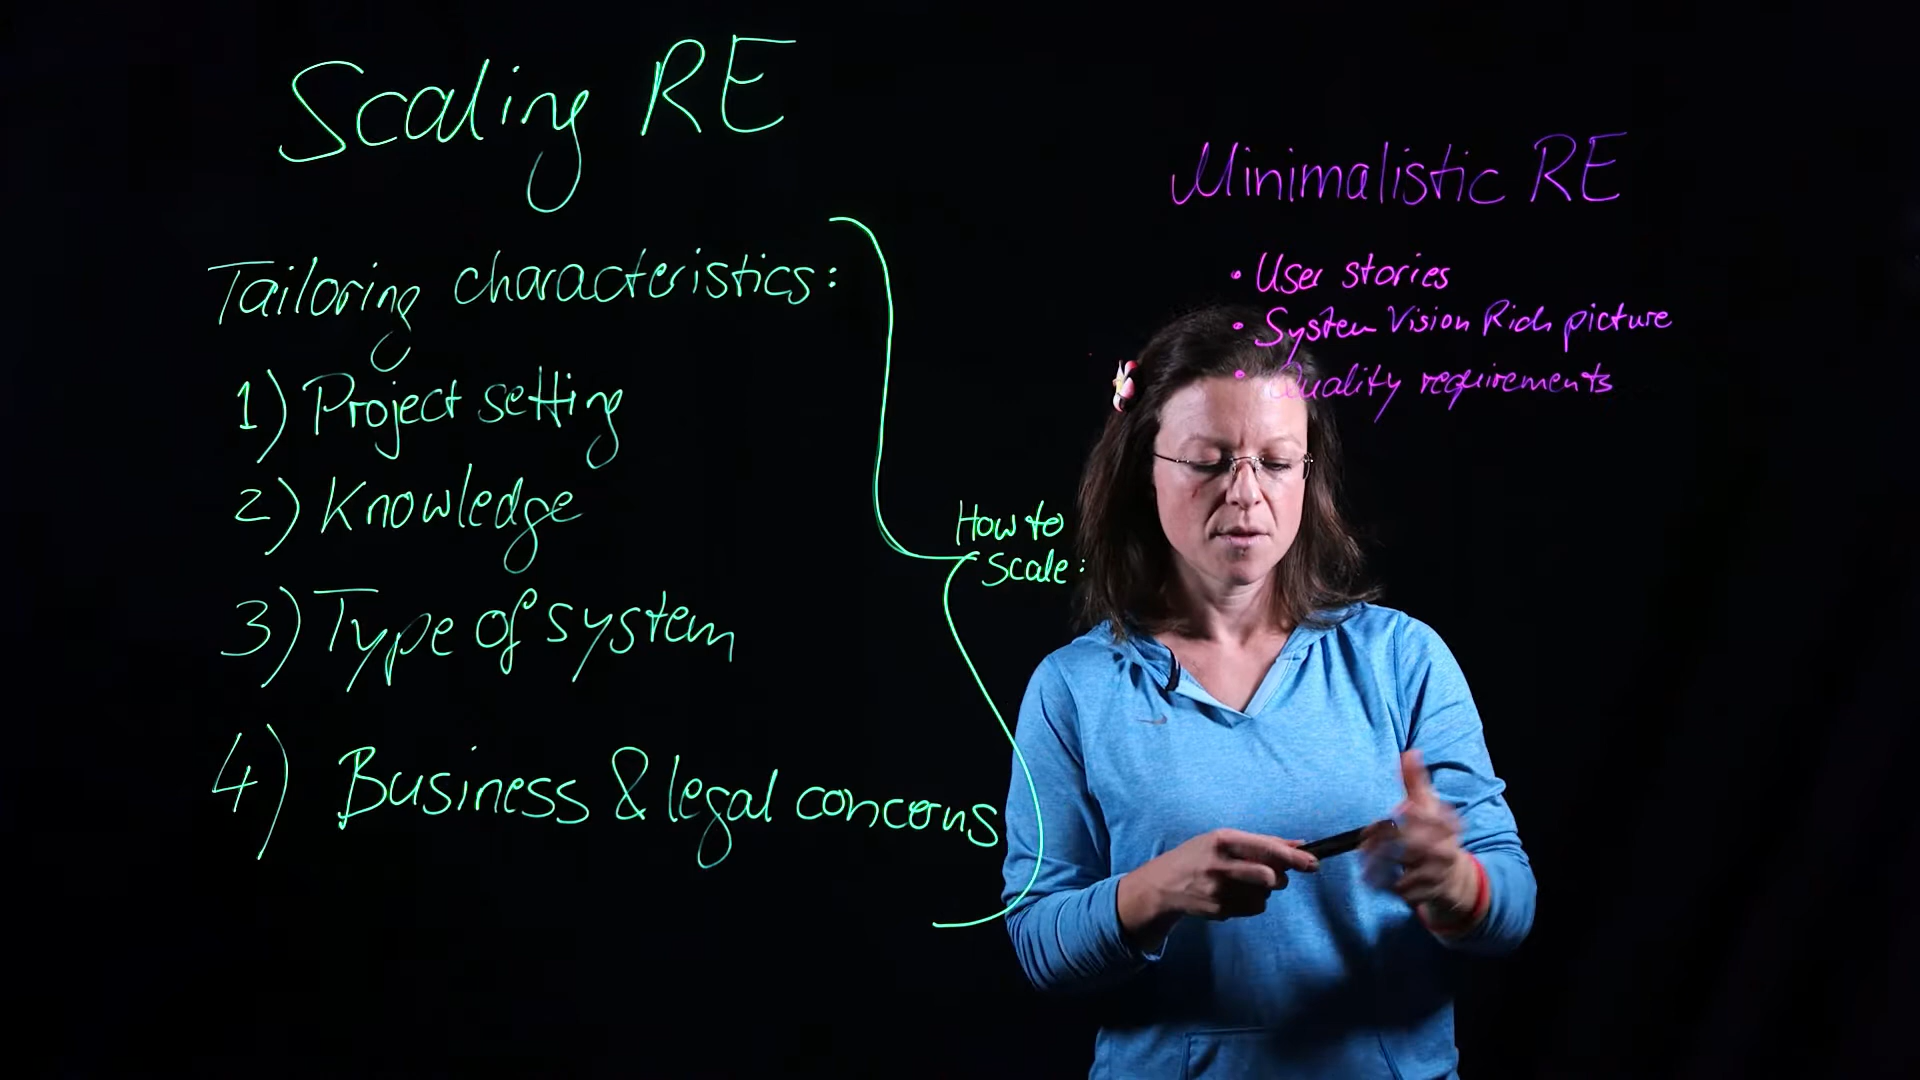 Scaling RE
Tailoring characteristics:
1) Project setting
2) Knowledge
3) Type of system
4) Business & legal concerns
How to
Scale:
Minimalistic RE
• User stories
• System Vision Rich picture
• Quality requirements